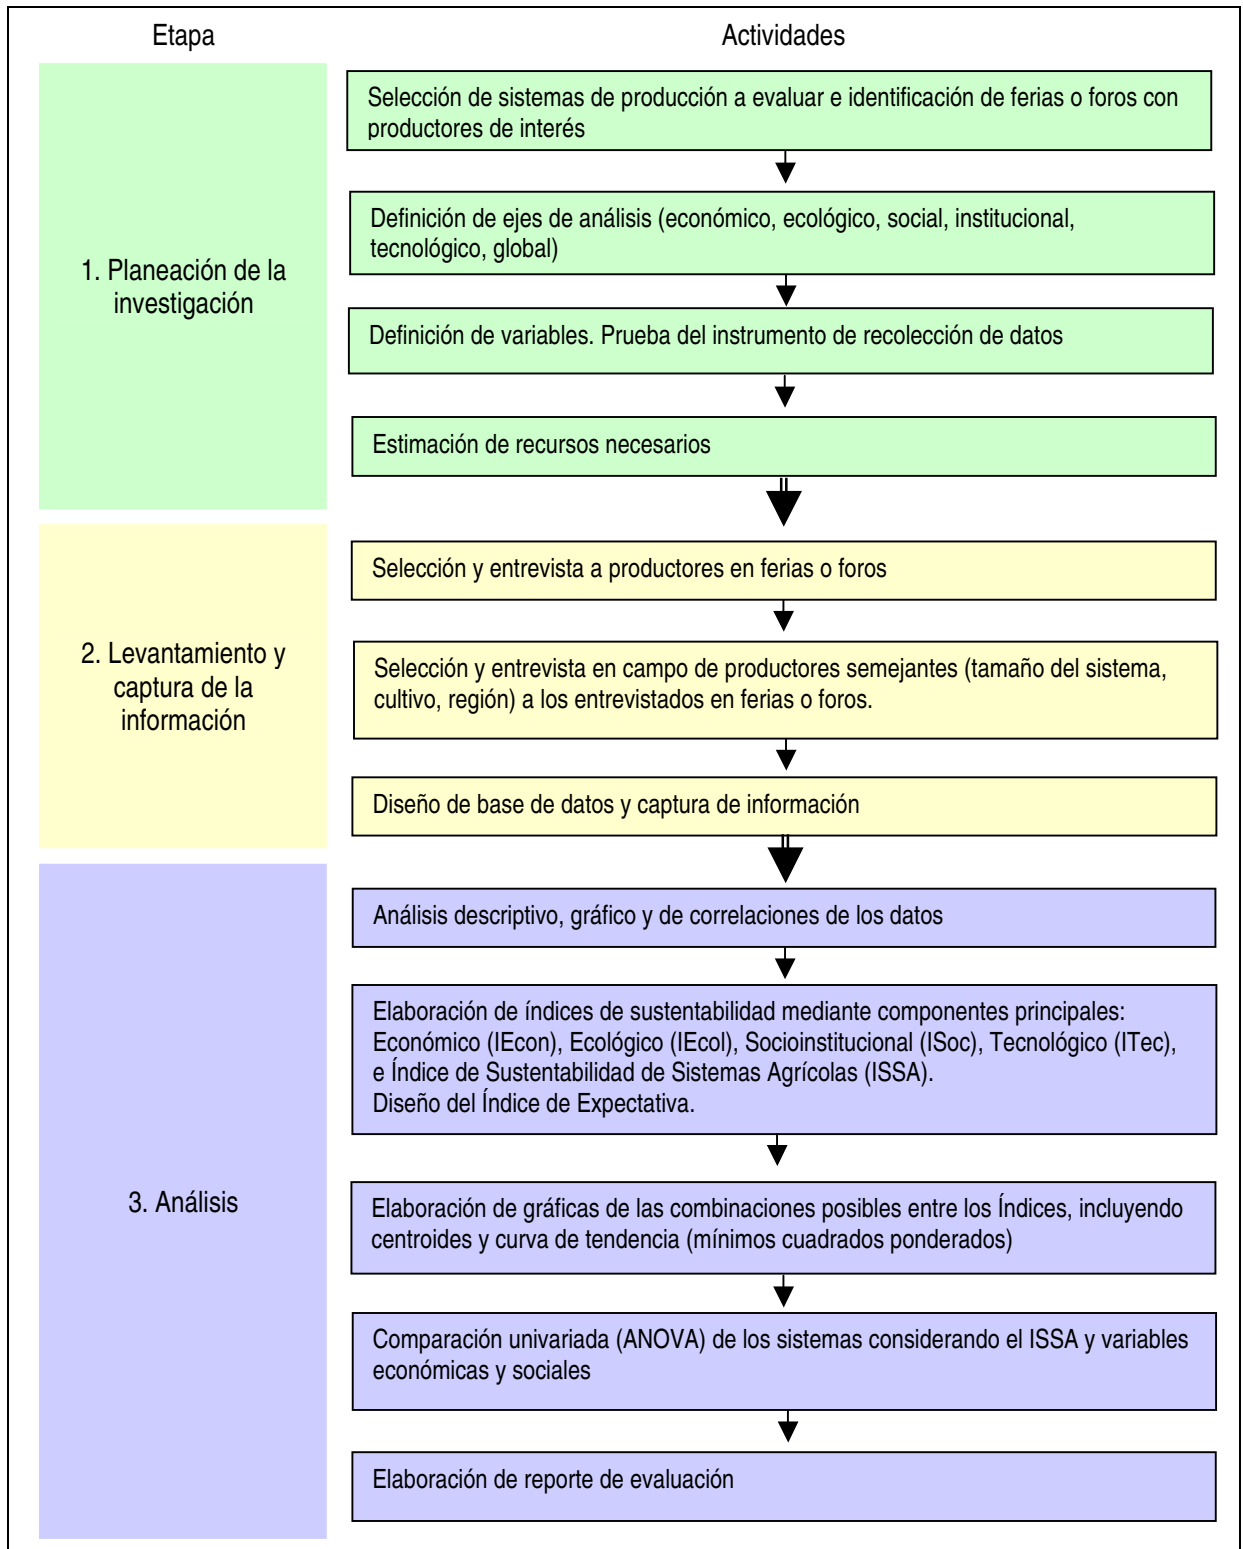 Etapa
Actividades
1. Planeación de la
investigación
Selección de sistemas de producción a evaluar e identificación de ferias o foros con
productores de interés
Definición de ejes de análisis (económico, ecológico, social, institucional,
tecnológico, global)
Definición de variables. Prueba del instrumento de recolección de datos
Estimación de recursos necesarios
2. Levantamiento y
captura de la
información
Selección y entrevista a productores en ferias o foros
Selección y entrevista en campo de productores semejantes (tamaño del sistema,
cultivo, región) a los entrevistados en ferias o foros.
Diseño de base de datos y captura de información
3. Análisis
Análisis descriptivo, gráfico y de correlaciones de los datos
Elaboración de índices de sustentabilidad mediante componentes principales:
Económico (IEcon), Ecológico (IEcol), Socioinstitucional (ISoc), Tecnológico (ITec),
e Índice de Sustentabilidad de Sistemas Agrícolas (ISSA).
Diseño del Índice de Expectativa.
Elaboración de gráficas de las combinaciones posibles entre los Índices, incluyendo
centroides y curva de tendencia (mínimos cuadrados ponderados)
Comparación univariada (ANOVA) de los sistemas considerando el ISSA y variables
económicas y sociales
Elaboración de reporte de evaluación